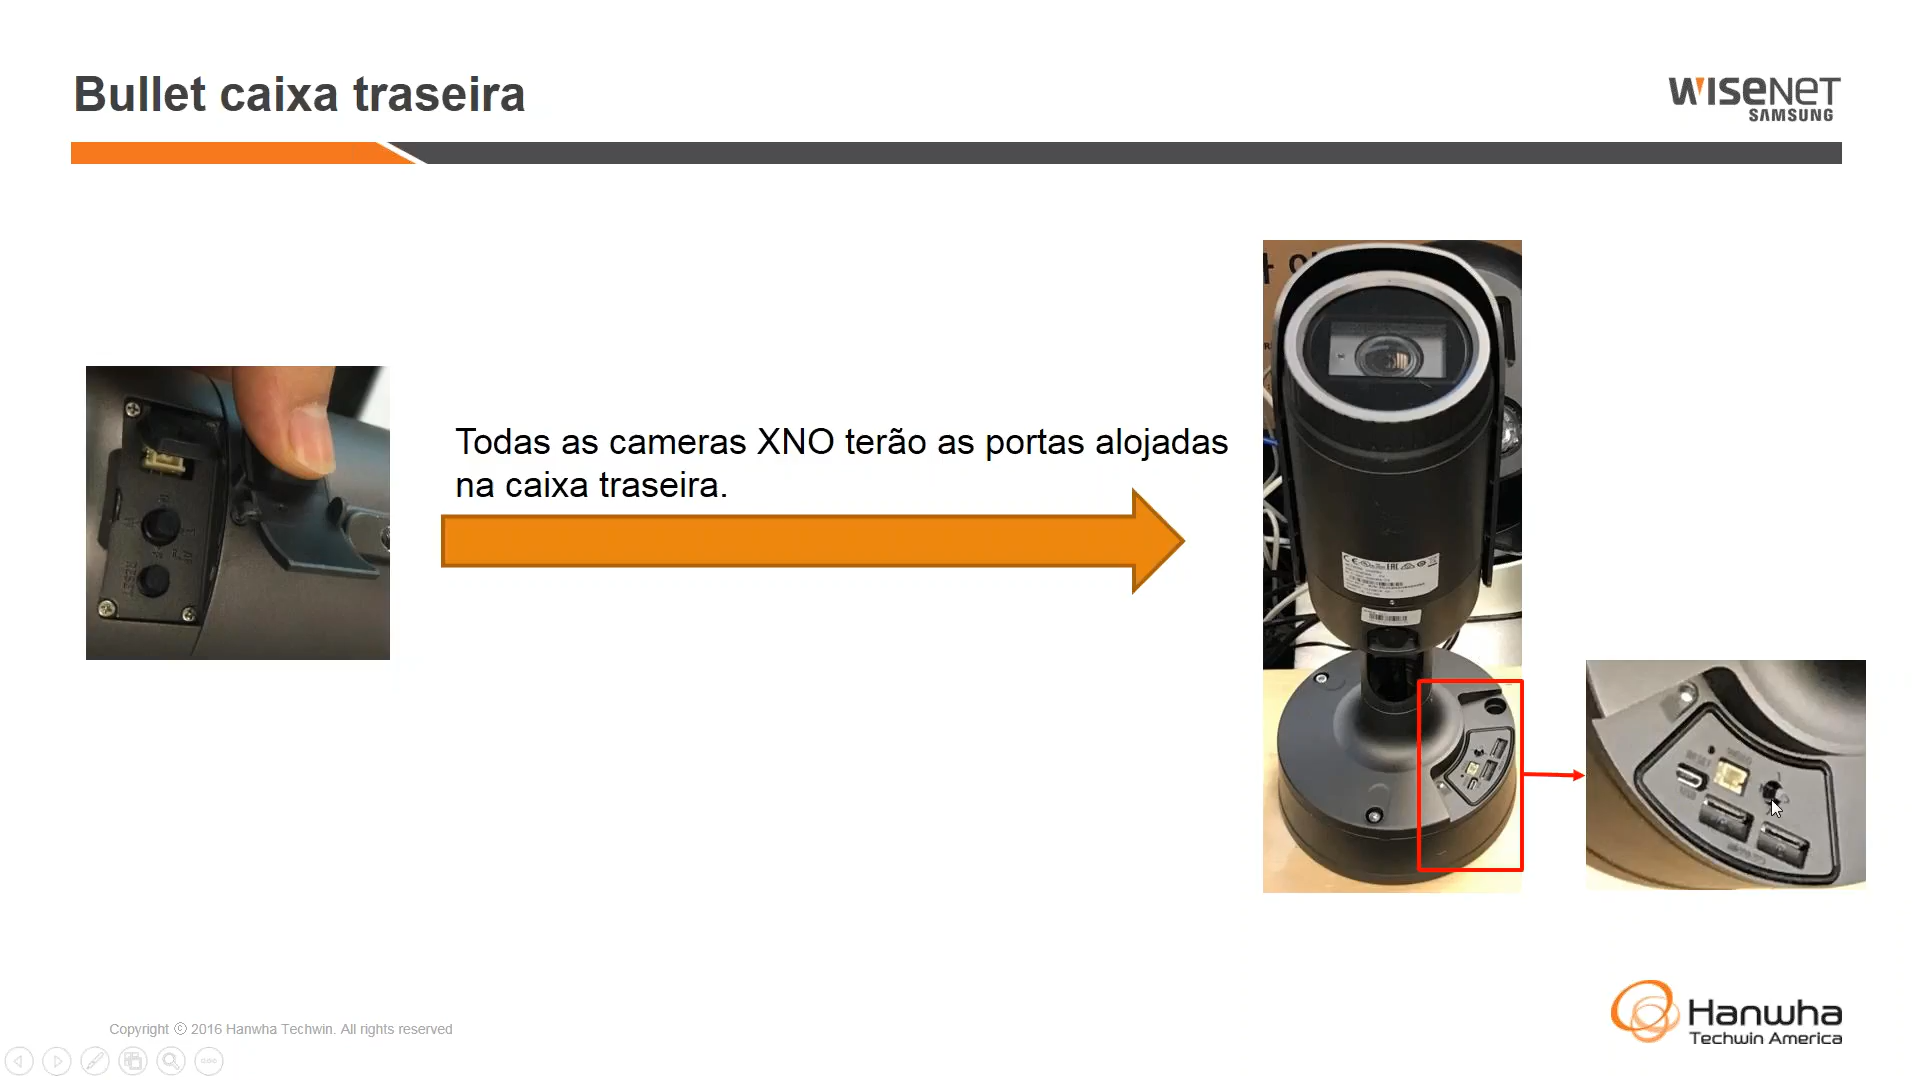 Bullet caixa traseira
WISENET
SAMSUNG
Todas as cameras XNO terão as portas alojadas
na caixa traseira.
RESET
Hanwha
Techwin America
Copyright © 2016 Hanwha Techwin. All rights reserved